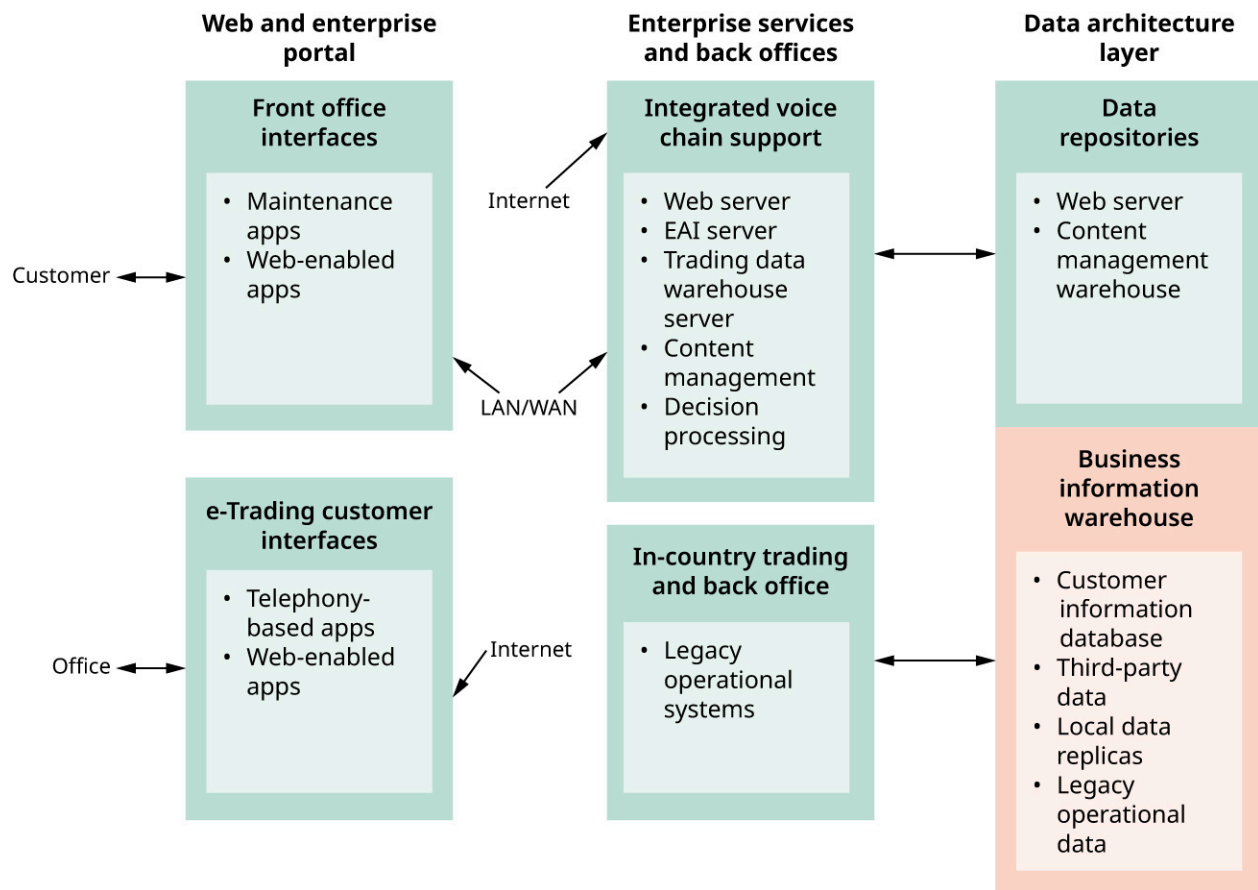 Web and enterprise
portal
Enterprise services
and back offices
Data architecture
layer
Front office
interfaces
• Maintenance
apps
• Web-enabled
apps
Customer
Internet
LAN/WAN
Integrated voice
chain support
• Web server
• EAI server
• Trading data
warehouse
server
• Content
management
• Decision
processing
Data
repositories
• Web server
• Content
management
warehouse
e-Trading customer
interfaces
• Telephony-
based apps
• Web-enabled
apps
Office
Internet
In-country trading
and back office
• Legacy
operational
systems
Business
information
warehouse
• Customer
information
database
• Third-party
data
• Local data
replicas
• Legacy
operational
data